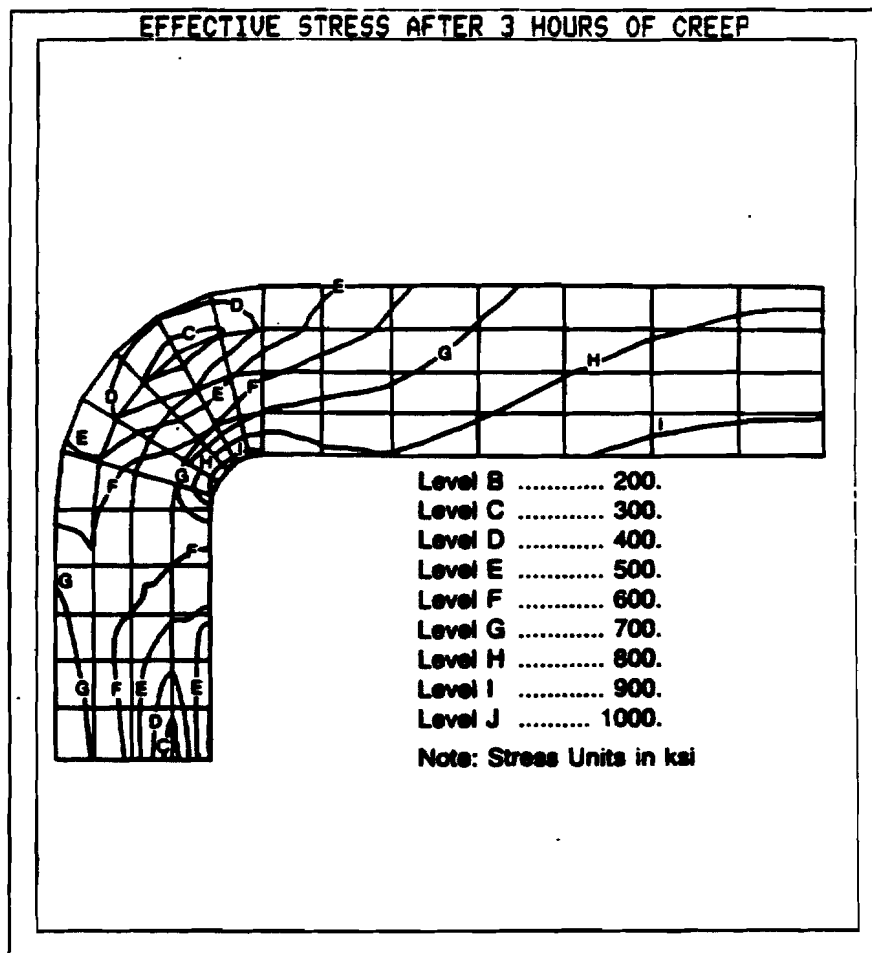 EFFECTIVE STRESS AFTER 3 HOURS OF CREEP
E
D
C
G
F
H
D
E
I
E
H
J
G
F
F
G
G
F
E
E
D
C
Level B ............ 200.
Level C ............ 300.
Level D ............ 400.
Level E ............ 500.
Level F ............ 600.
Level G ............ 700.
Level H ............ 800.
Level I ............ 900.
Level J .......... 1000.
Note: Stress Units in ksi